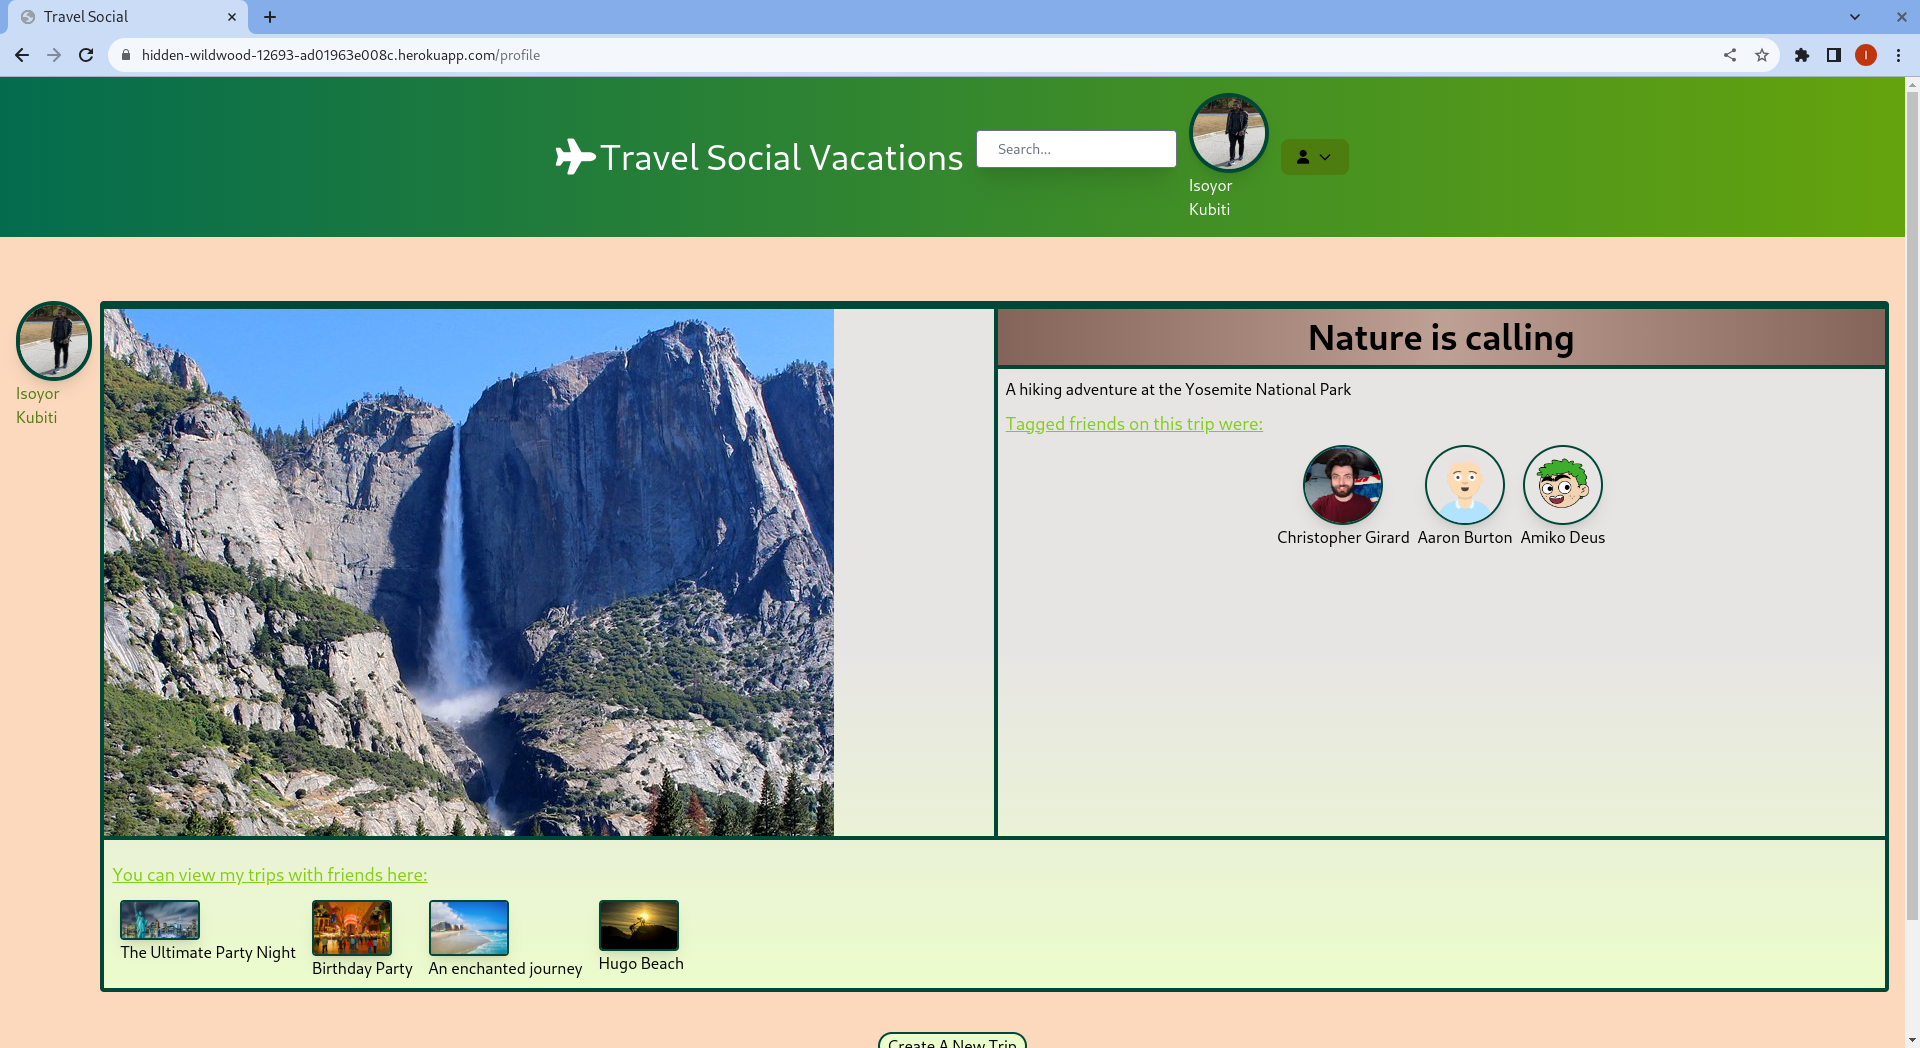 Travel Social
hidden-wildwood-12693-ad01963e008c.herokuapp.com/profile
I
Travel Social Vacations
Search...
Isoyor
Kubiti
Isoyor
Kubiti
Nature is calling
A hiking adventure at the Yosemite National Park
Tagged friends on this trip were:
Christopher Girard Aaron Burton Amiko Deus
You can view my trips with friends here:
The Ultimate Party Night
Birthday Party
An enchanted journey
Hugo Beach
Create A New Trip